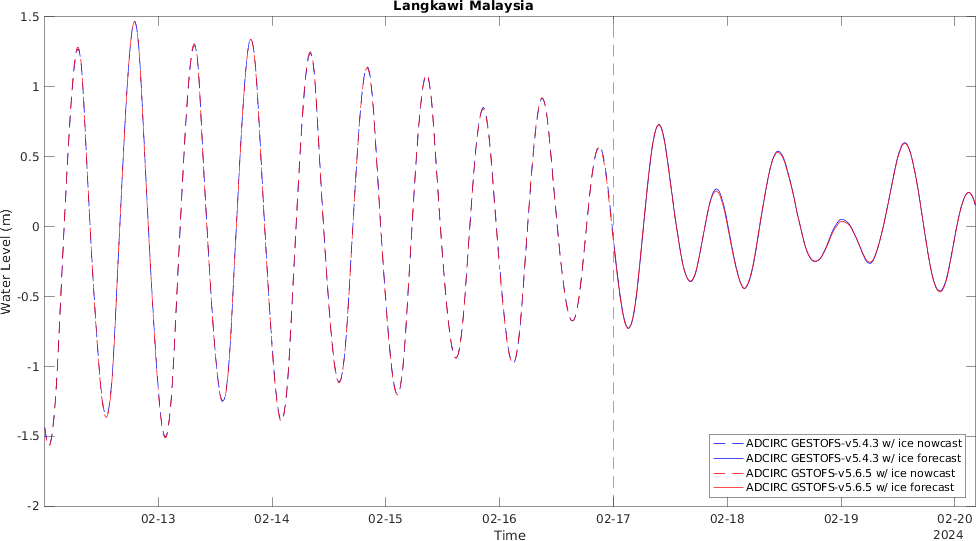 Langkawi Malaysia
1.5
1
0.5
0
-0.5
-1
-1.5
-2
Water Level (m)
02-13
02-14
02-15
02-16
02-17
02-18
02-19
02-20
2024
Time
ADCIRC GESTOFS-v5.4.3 w/ ice nowcast
ADCIRC GESTOFS-v5.4.3 w/ ice forecast
ADCIRC GSTOFS-v5.6.5 w/ ice nowcast
ADCIRC GSTOFS-v5.6.5 w/ ice forecast